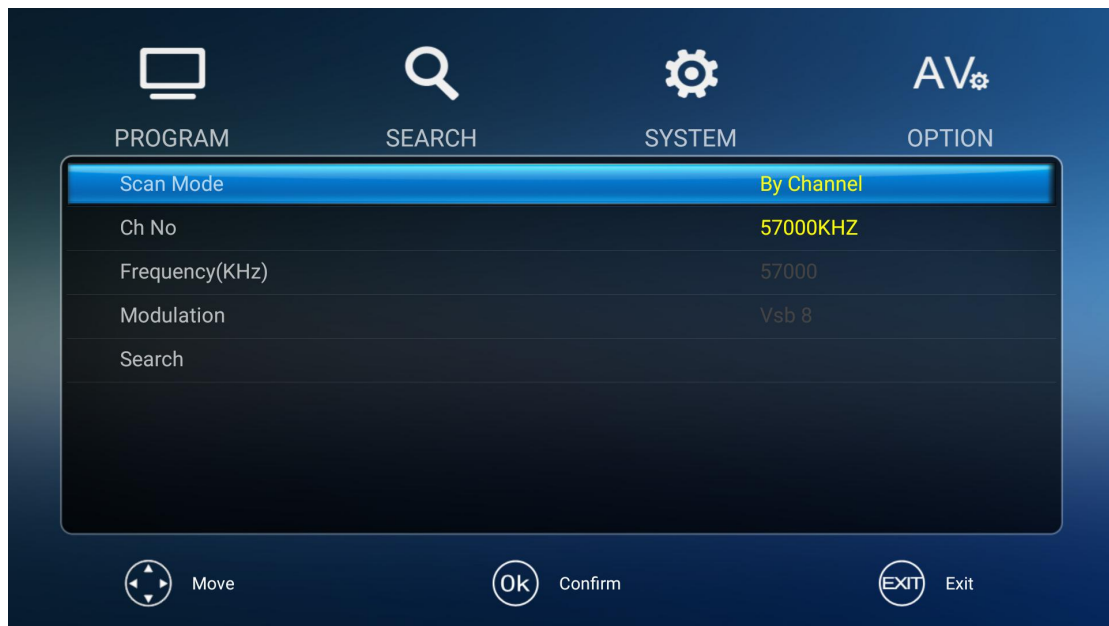 AV
PROGRAM SEARCH SYSTEM OPTION
Scan Mode By Channel
Ch No 57000KHZ
Frequency(KHz) 57000
Modulation Vsb 8
Search
Move Ok Confirm EXIT Exit